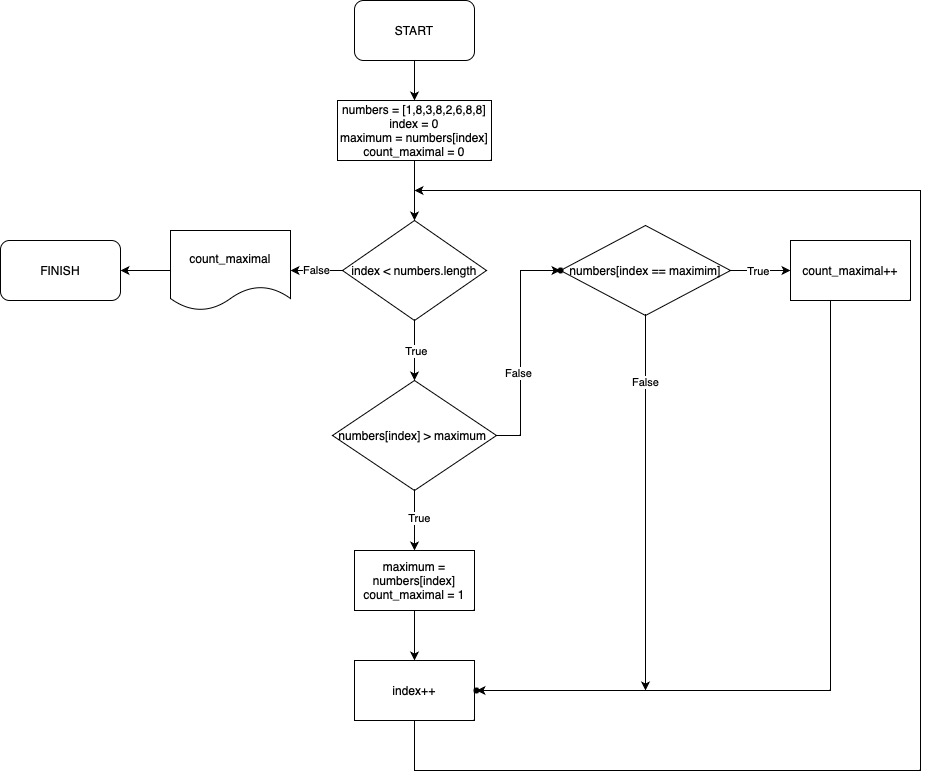 START
numbers = [1,8,3,8,2,6,8,8]
index = 0
maximum = numbers[index]
count_maximal = 0
FINISH
count_maximal
False
index < numbers.length
numbers[index == maximim]
True
count_maximal++
True
False
False
numbers[index] > maximum
True
maximum =
numbers[index]
count_maximal = 1
index++